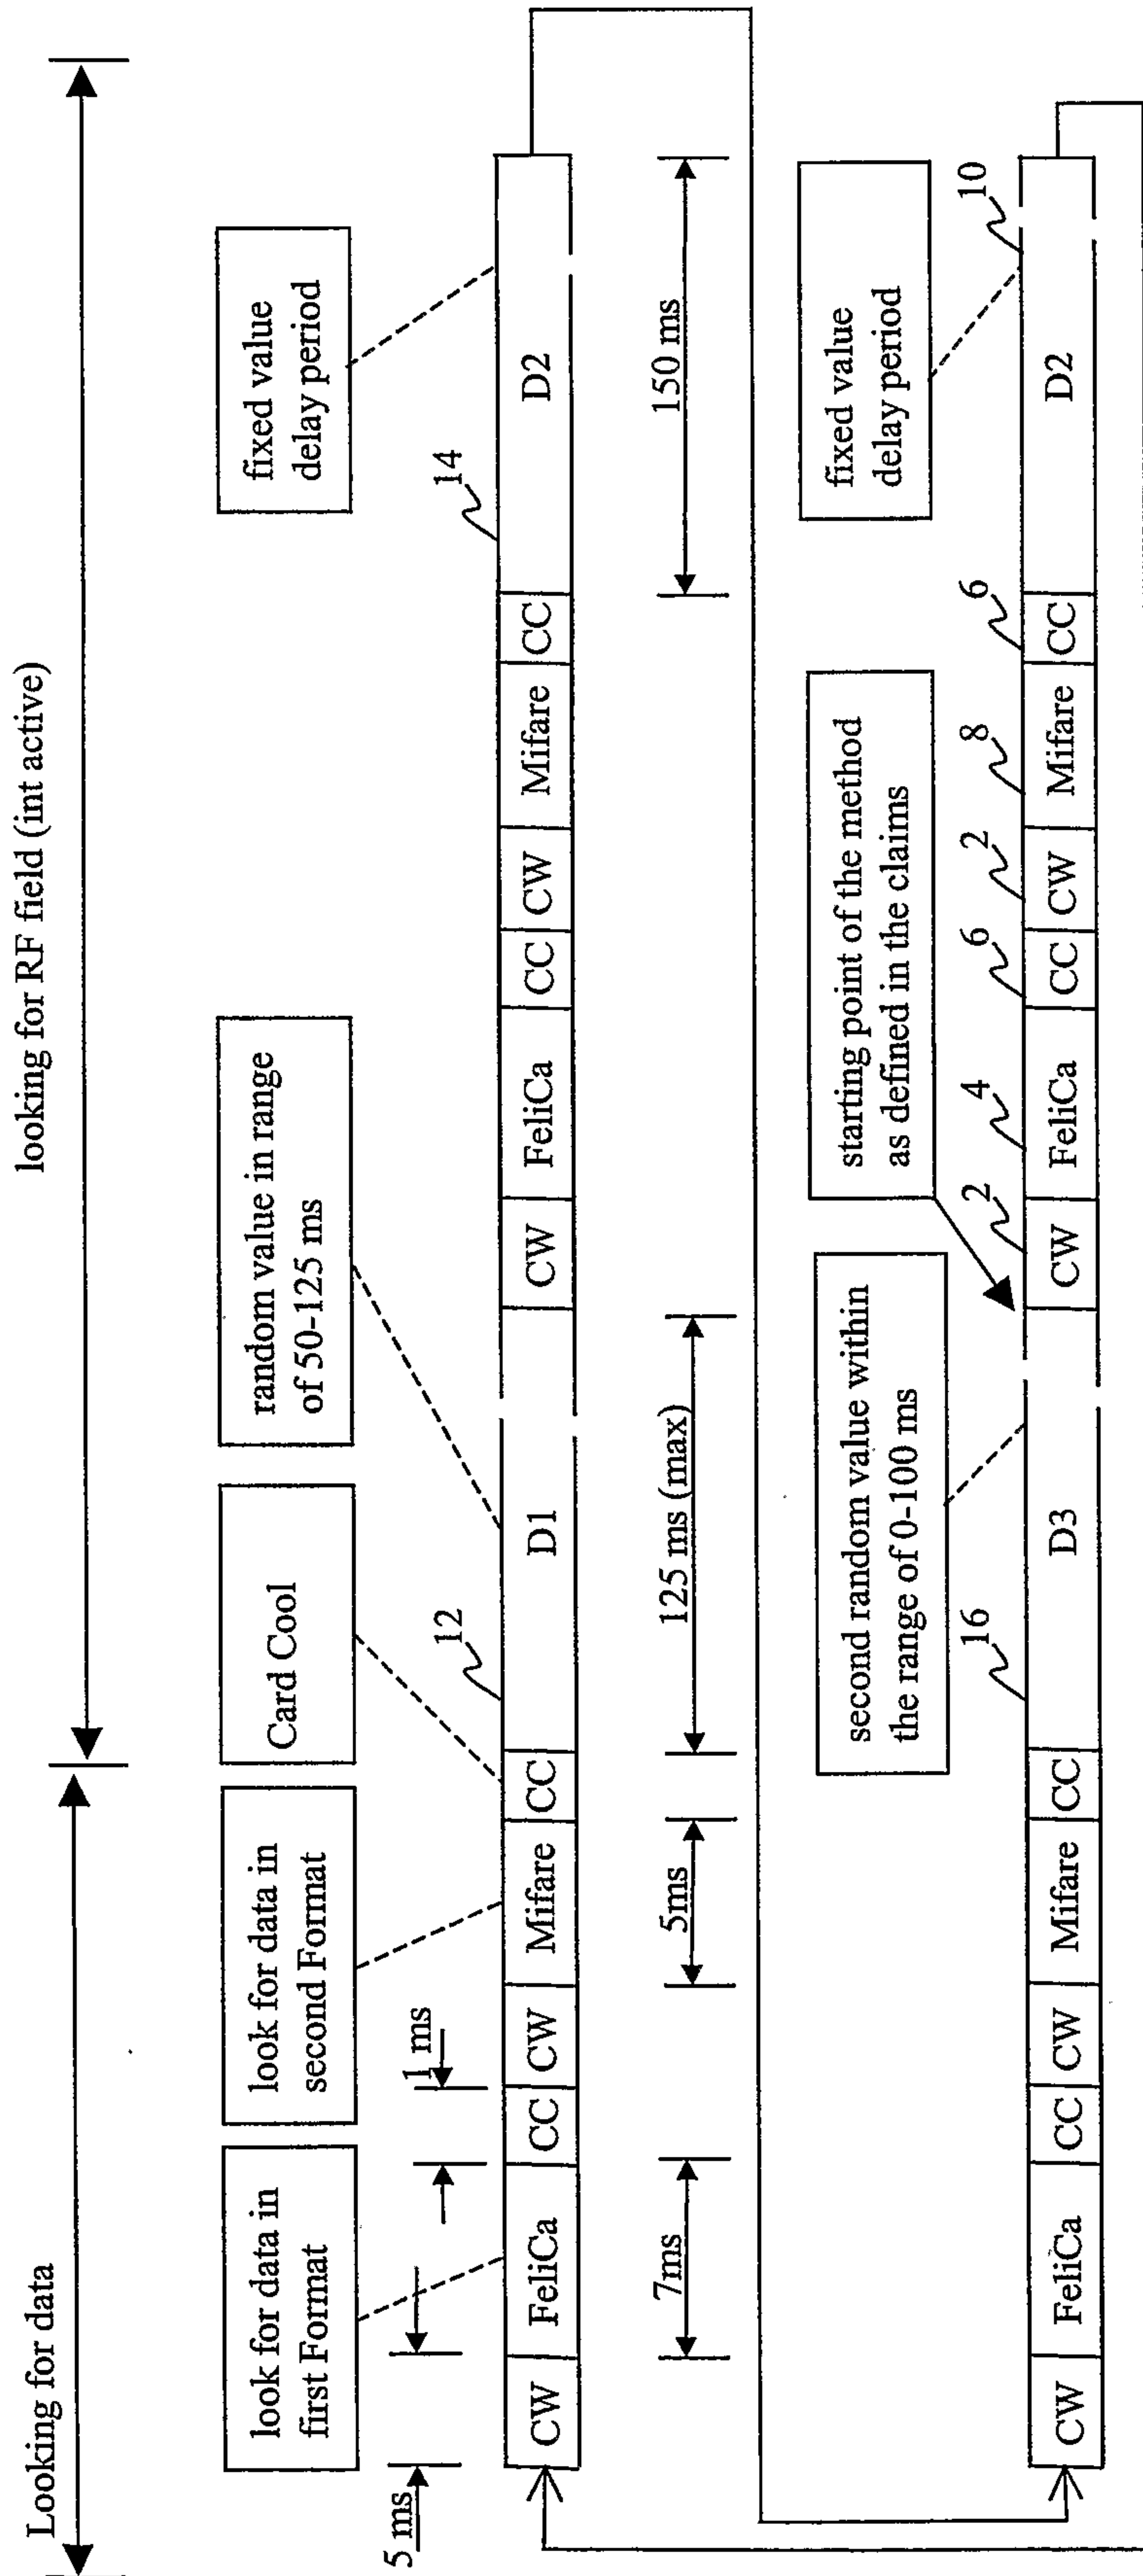 Looking for data
looking for RF field (int active)
look for data in
first Format
look for data in
second Format
Card Cool
random value in range
of 50-125 ms
fixed value
delay period
5 ms
1 ms
12
14
CW
FeliCa
CC
CW
Mifare
CC
D1
CW
FeliCa
CC
CW
Mifare
CC
D2
7ms
5ms
125 ms (max)
150 ms
second random value within
the range of 0-100 ms
starting point of the method
as defined in the claims
fixed value
delay period
16
2
4
6
2
8
6
10
CW
FeliCa
CC
CW
Mifare
CC
D3
CW
FeliCa
CC
CW
Mifare
CC
D2